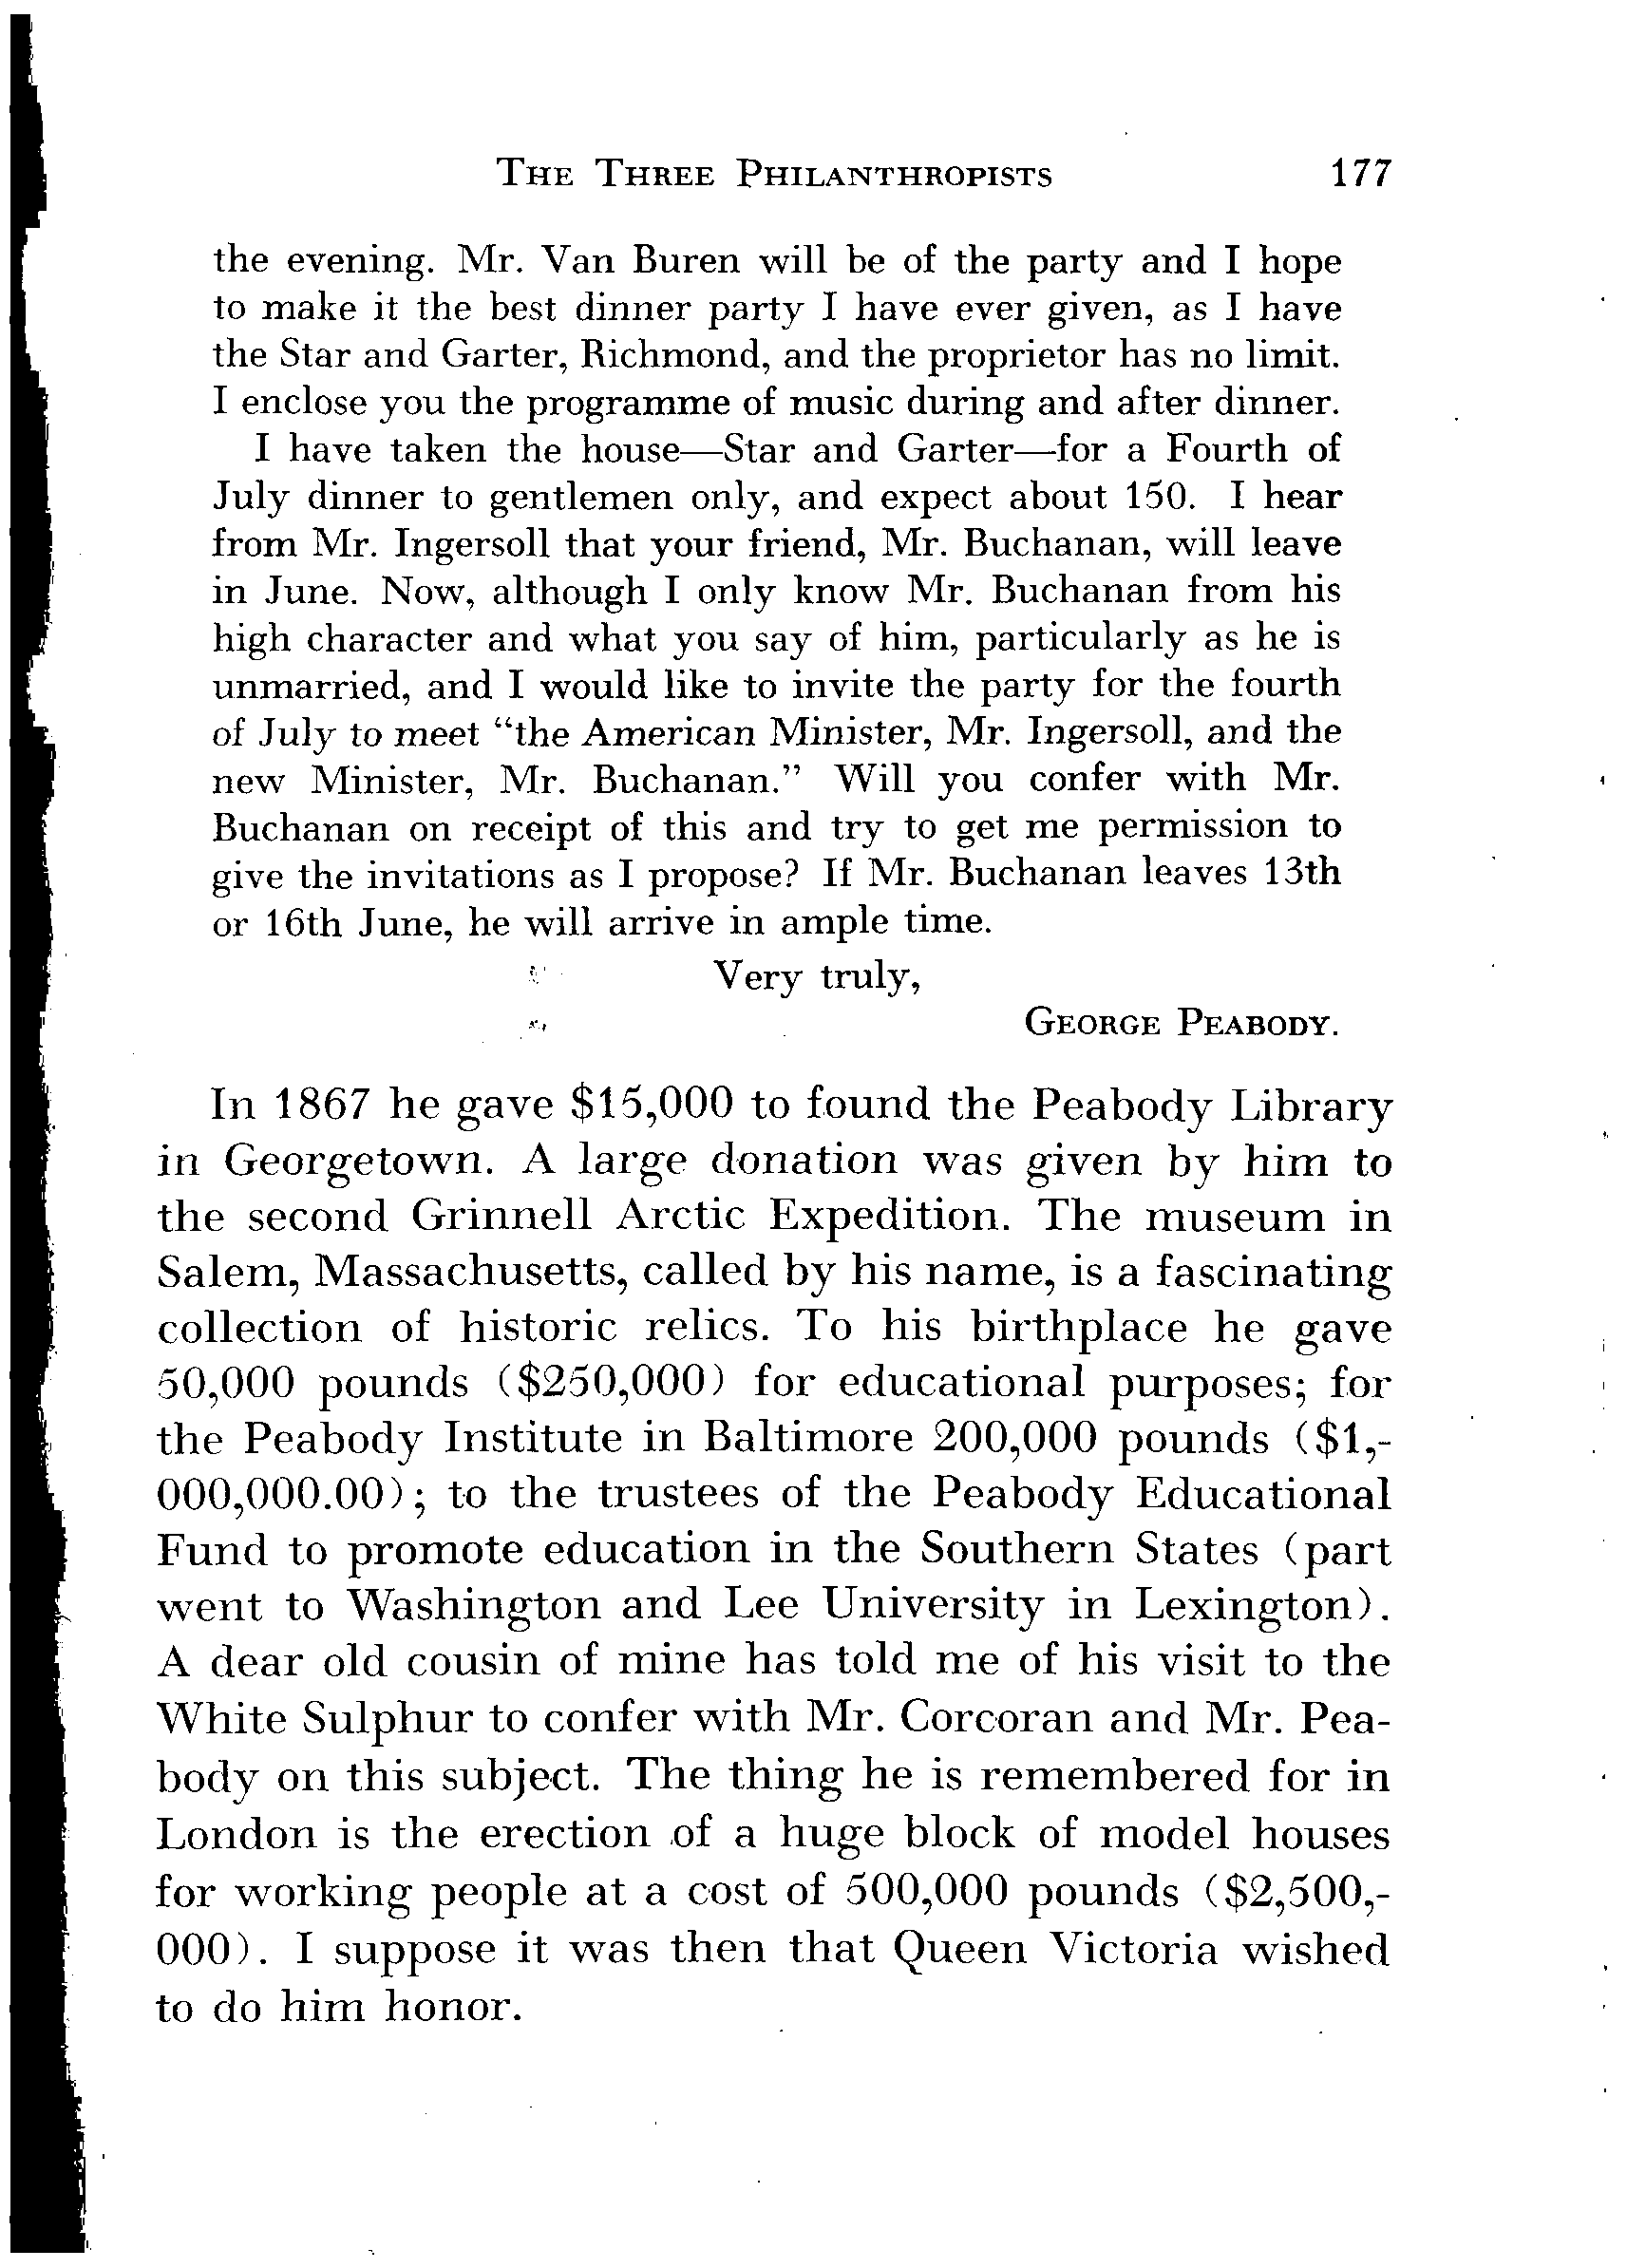 THE THREE PHILANTHROPISTS 177
the evening. Mr. Van Buren will be of the party and I hope
to make it the best dinner party I have ever given, as I have
the Star and Garter, Richmond, and the proprietor has no limit.
I enclose you the programme of music during and after dinner.
I have taken the house—Star and Garter—for a Fourth of
July dinner to gentlemen only, and expect about 150. I hear
from Mr. Ingersoll that your friend, Mr. Buchanan, will leave
in June. Now, although I only know Mr. Buchanan from his
high character and what you say of him, particularly as he is
unmarried, and I would like to invite the party for the fourth
of July to meet “the American Minister, Mr. Ingersoll, and the
new Minister, Mr. Buchanan.” Will you confer with Mr.
Buchanan on receipt of this and try to get me permission to
give the invitations as I propose? If Mr. Buchanan leaves 13th
or 16th June, he will arrive in ample time.
Very truly,
GEORGE PEABODY.
In 1867 he gave $15,000 to found the Peabody Library
in Georgetown. A large donation was given by him to
the second Grinnell Arctic Expedition. The museum in
Salem, Massachusetts, called by his name, is a fascinating
collection of historic relics. To his birthplace he gave
50,000 pounds ($250,000) for educational purposes; for
the Peabody Institute in Baltimore 200,000 pounds ($1,-
000,000.00); to the trustees of the Peabody Educational
Fund to promote education in the Southern States (part
went to Washington and Lee University in Lexington).
A dear old cousin of mine has told me of his visit to the
White Sulphur to confer with Mr. Corcoran and Mr. Pea-
body on this subject. The thing he is remembered for in
London is the erection of a huge block of model houses
for working people at a cost of 500,000 pounds ($2,500,-
000). I suppose it was then that Queen Victoria wished
to do him honor.